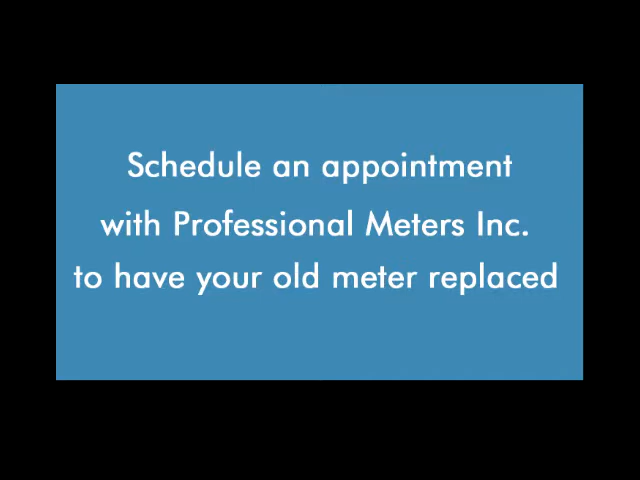 Schedule an appointment
with Professional Meters Inc.
to have your old meter replaced